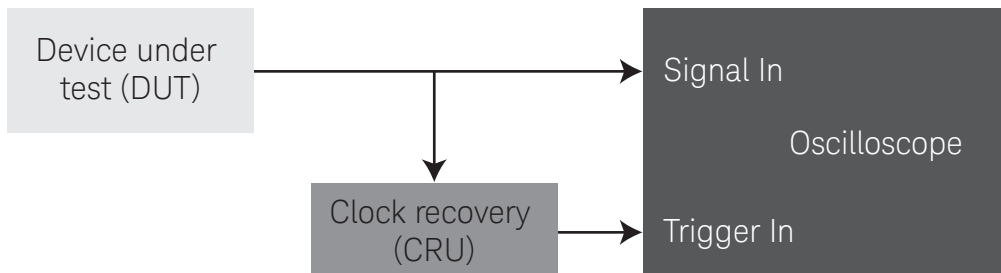 Device under
test (DUT)
Signal In
Oscilloscope
Clock recovery
(CRU)
Trigger In